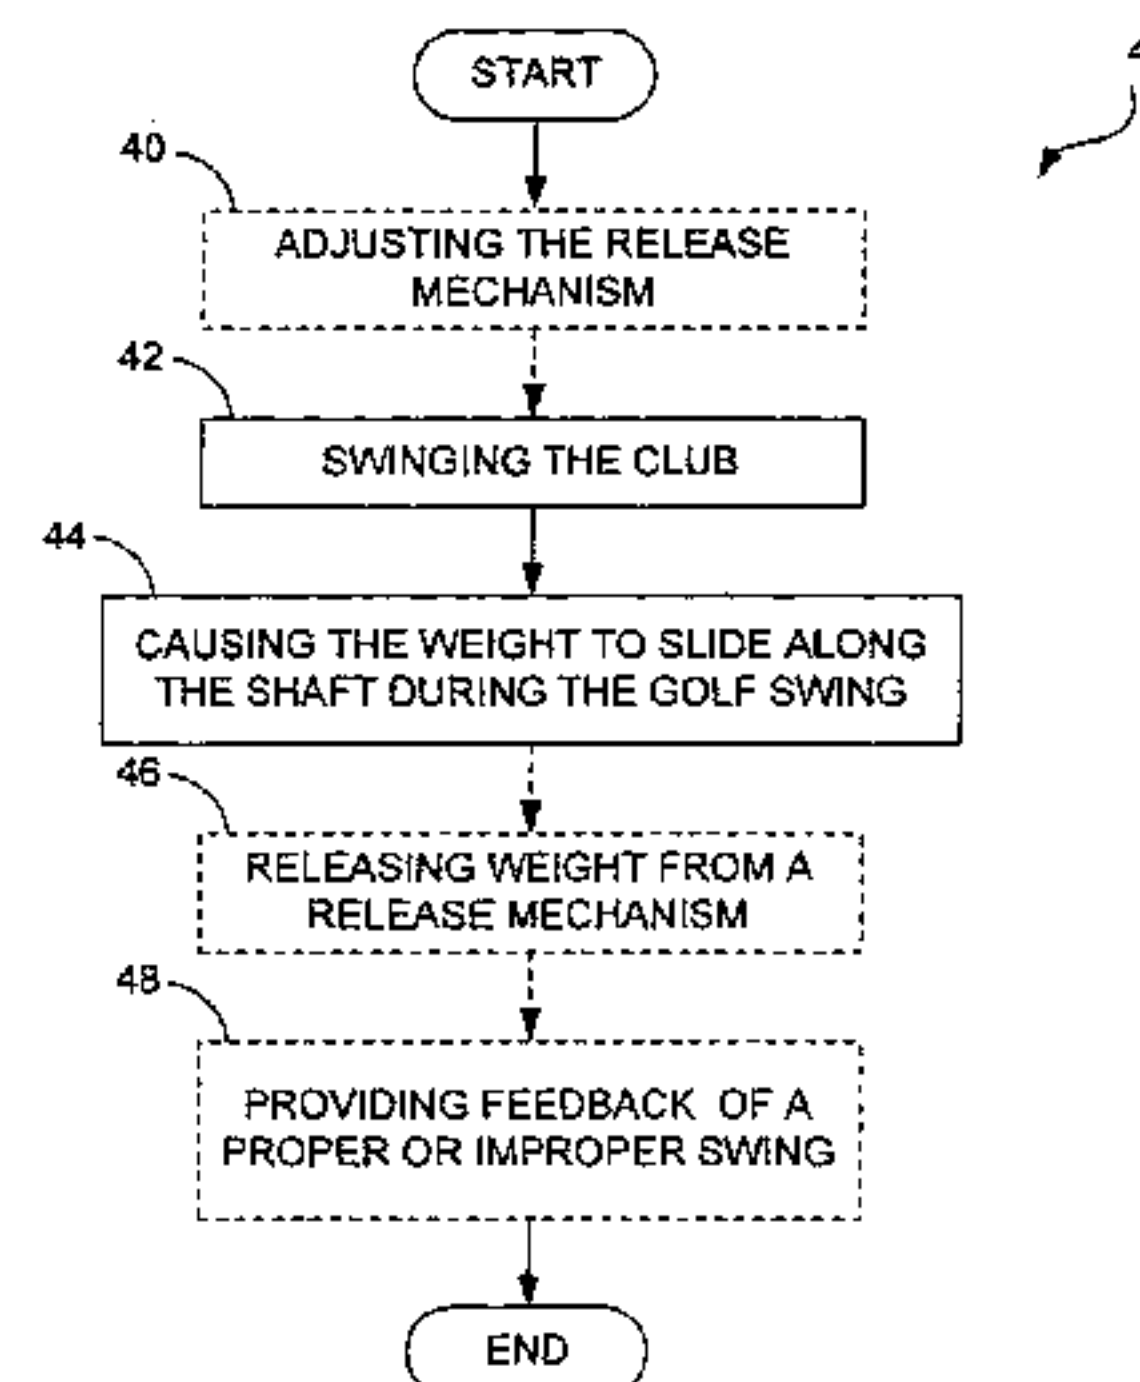 START
40
ADJUSTING THE RELEASE
MECHANISM
42
SWINGING THE CLUB
44
CAUSING THE WEIGHT TO SLIDE ALONG
THE SHAFT DURING THE GOLF SWING
46
RELEASING WEIGHT FROM A
RELEASE MECHANISM
48
PROVIDING FEEDBACK OF A
PROPER OR IMPROPER SWING
END